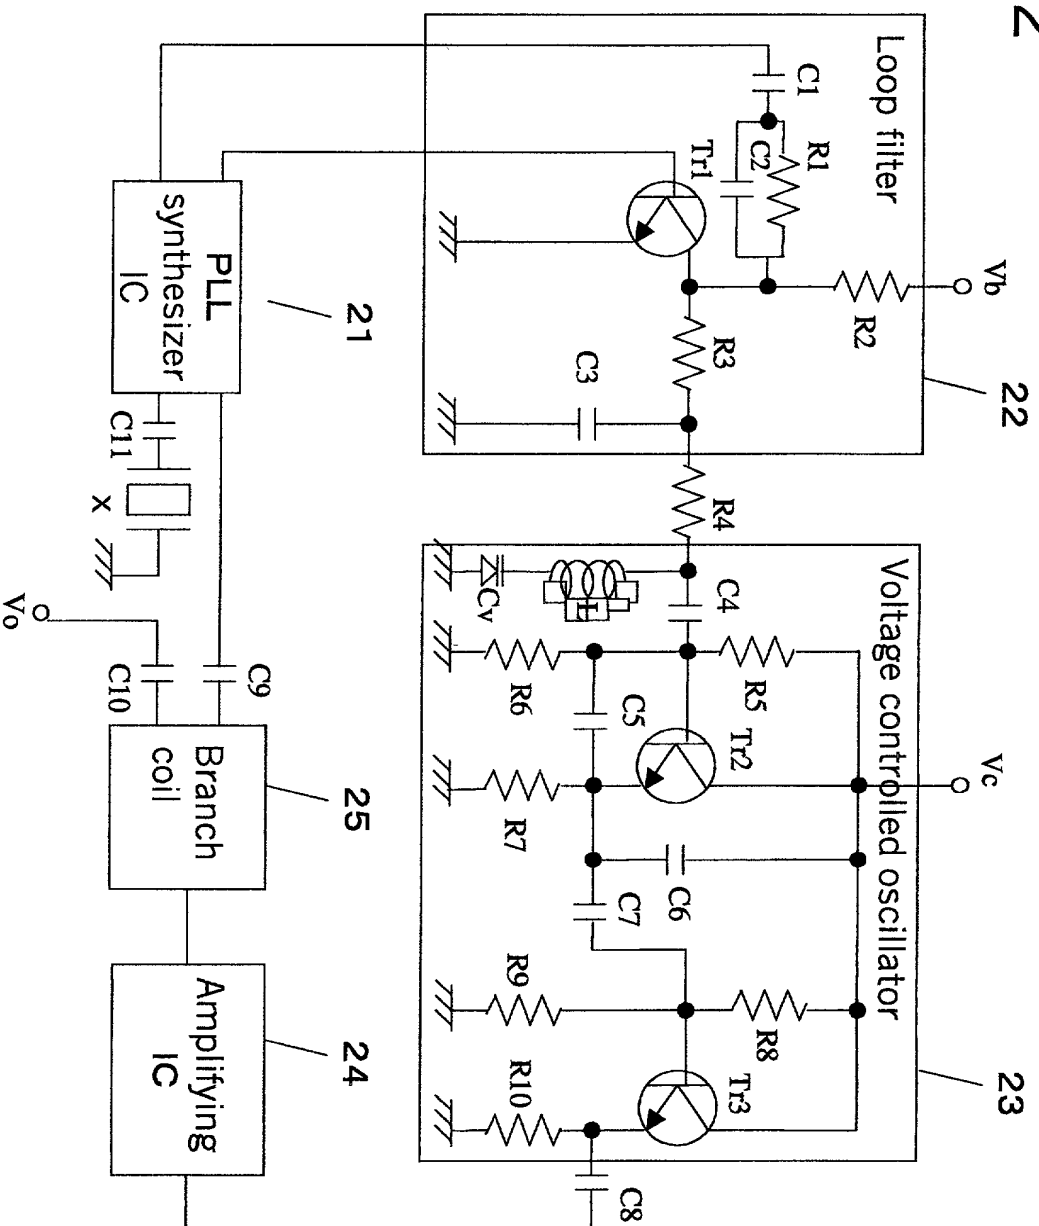 22
23
Vb
Vc
Loop filter
Voltage controlled oscillator
R2
C1
R1
C2
Tr1
R3
C3
R4
C4
L
Cv
R5
R6
C5
Tr2
R7
C6
C7
R8
R9
Tr3
R10
C8
21
25
24
PLL
synthesizer
IC
C11
X
C9
C10
Vo
Branch
coil
Amplifying
IC